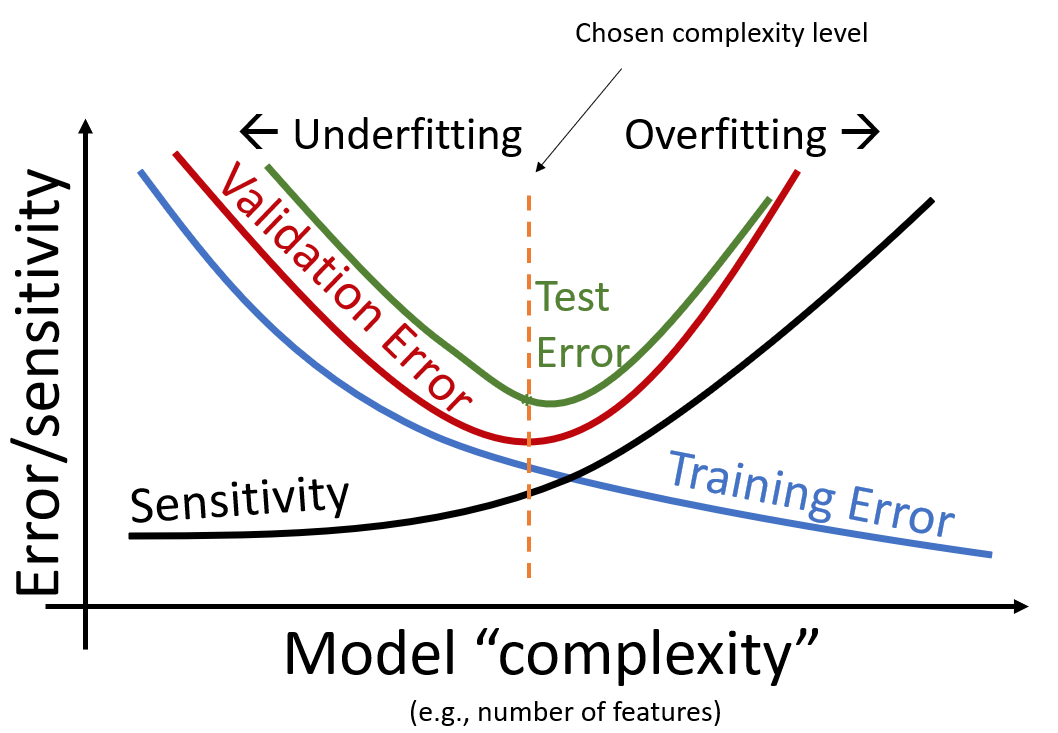 Chosen complexity level
← Underfitting
Overfitting →
Error/sensitivity
Validation Error
Test
Error
Sensitivity
Training Error
Model “complexity”
(e.g., number of features)